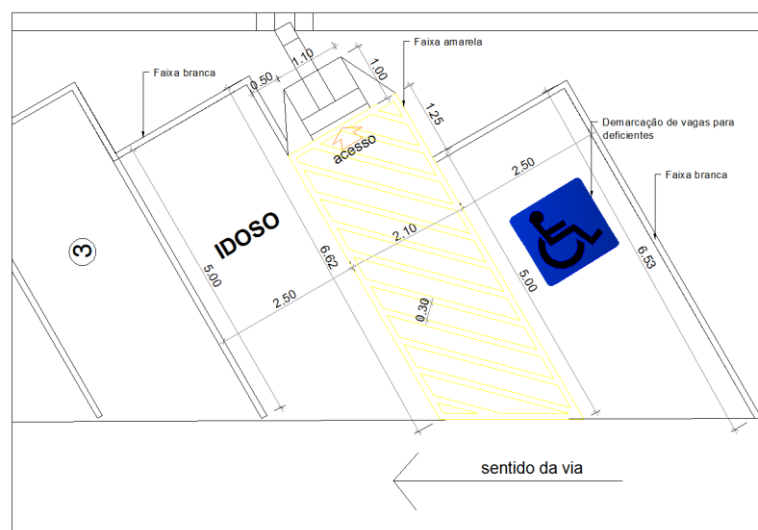 Faixa amarela
1.10
0.50
1.00
Faixa branca
1.25
Demarcação de vagas para
deficientes
acesso
2.50
Faixa branca
IDOSO
3
2.10
6.62
5.00
6.53
5.00
2.50
0.30
sentido da via